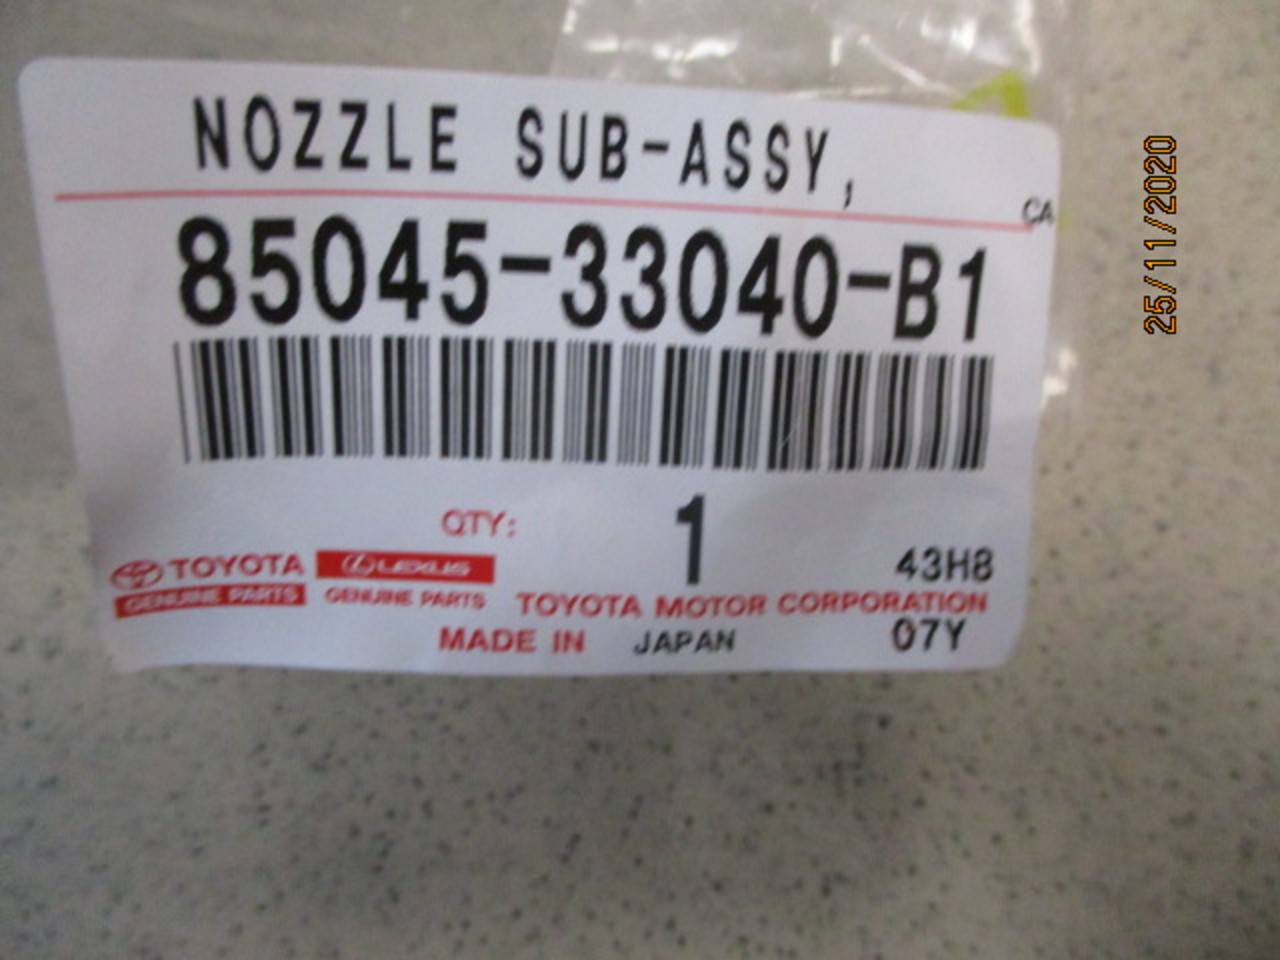 NOZZLE SUB-ASSY,
CA
85045-33040-B1
QTY: 1
43H8
TOYOTA LEXUS
GENUINE PARTS GENUINE PARTS TOYOTA MOTOR CORPORATION
MADE IN JAPAN 07Y
25/11/2020